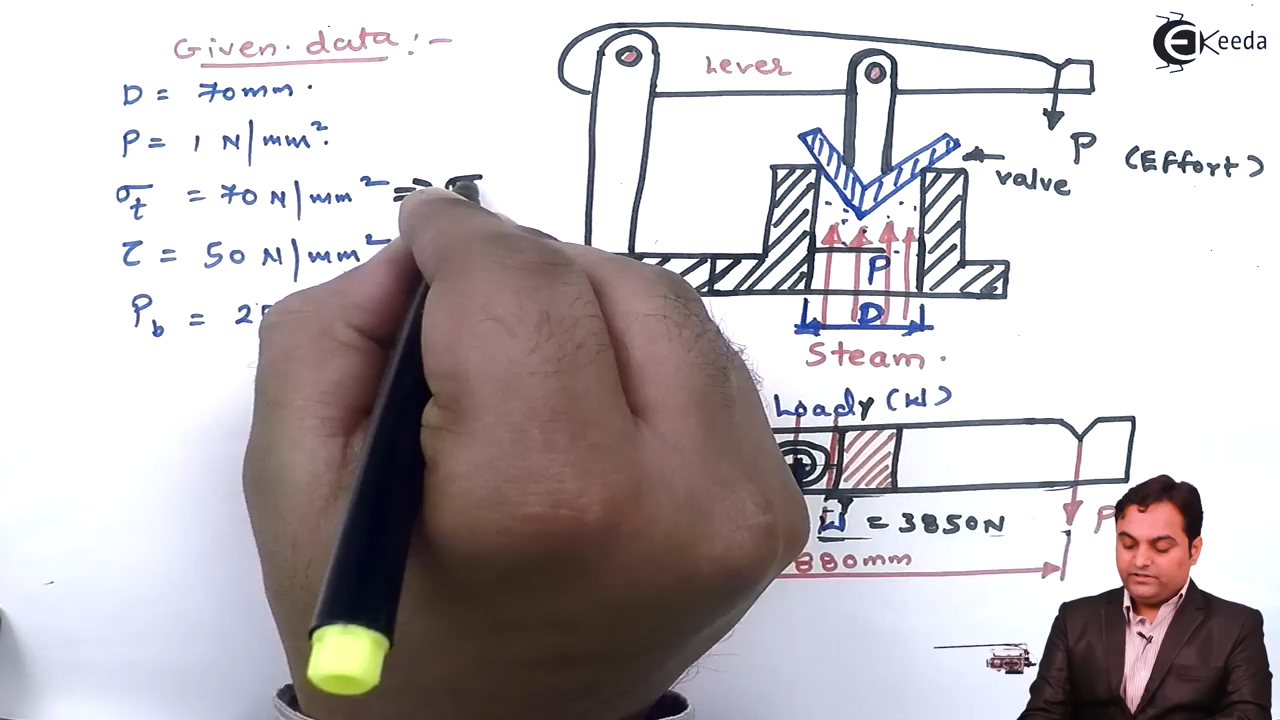 Given data :-
D = 70mm.
P = 1 N/mm².
σt = 70 N/mm² => σ
τ = 50 N/mm²
Pb = 2
Lever
EKeeda
P (Effort)
valve
P
D
Steam.
Load, (W)
W = 3850N
P
880mm